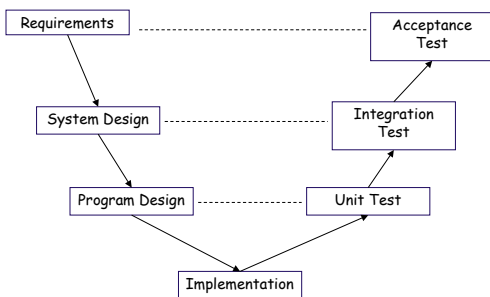 Requirements
Acceptance
Test
System Design
Integration
Test
Program Design
Unit Test
Implementation